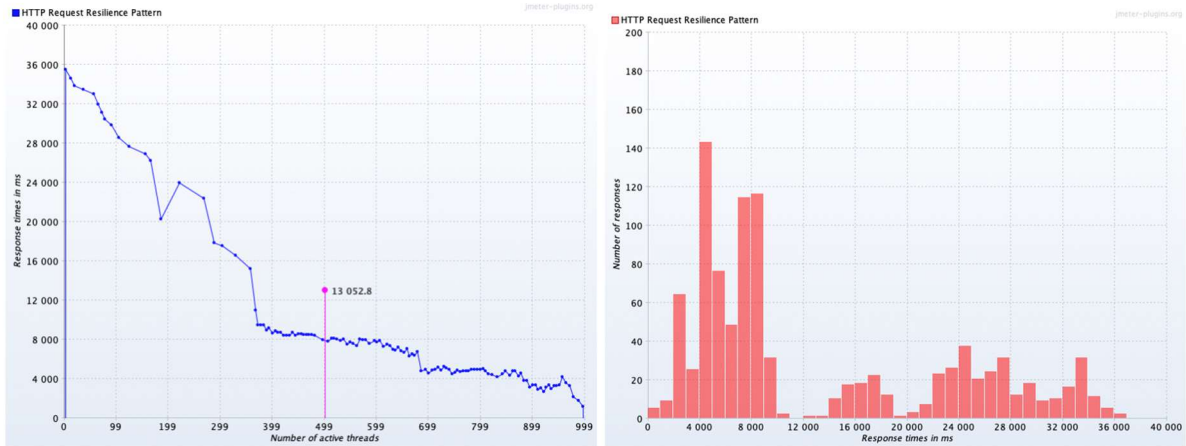 jmeter-plugins.org
HTTP Request Resilience Pattern
40 000
36 000
32 000
28 000
24 000
20 000
16 000
12 000
8 000
4 000
0
Response times in ms
13 052.8
0 99 199 299 399 499 599 699 799 899 999
Number of active threads
jmeter-plugins.org
HTTP Request Resilience Pattern
200
180
160
140
120
100
80
60
40
20
0
Number of responses
0 4 000 8 000 12 000 16 000 20 000 24 000 28 000 32 000 36 000 40 000
Response times in ms